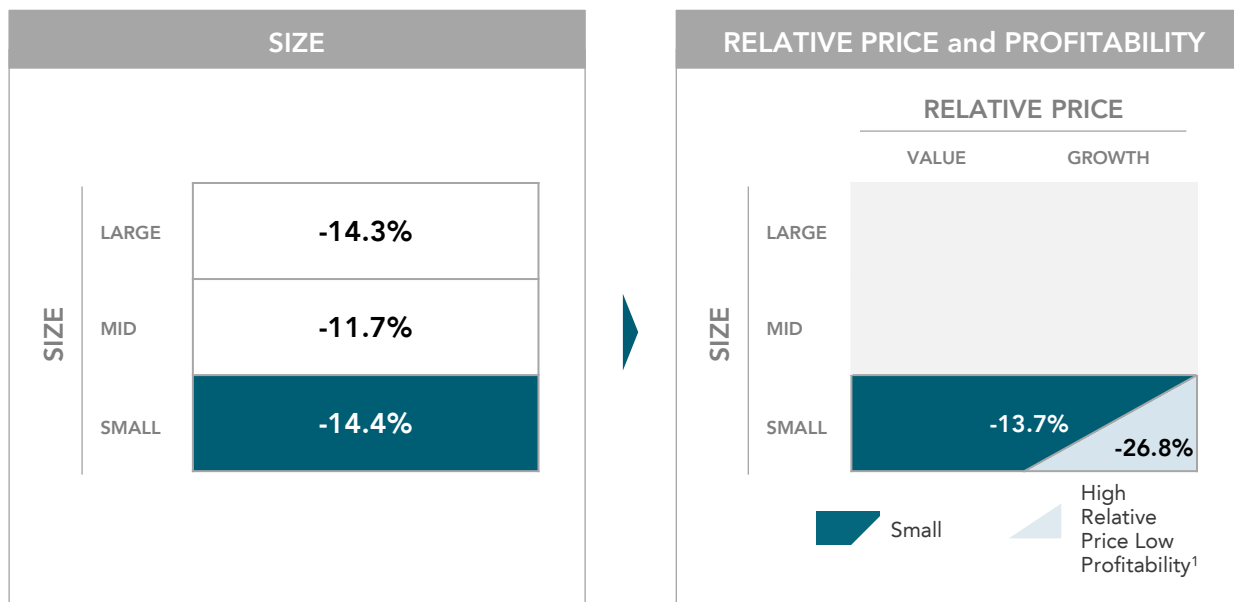 SIZE
SIZE
LARGE
-14.3%
MID
-11.7%
SMALL
-14.4%
RELATIVE PRICE and PROFITABILITY
RELATIVE PRICE
VALUE
GROWTH
SIZE
LARGE
MID
SMALL
-13.7%
-26.8%
Small
High
Relative
Price Low
Profitability¹